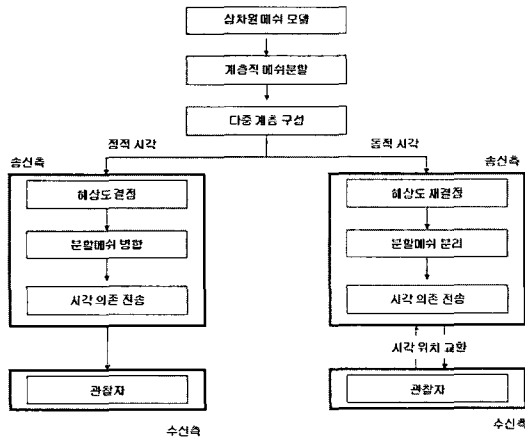 삼차원 메쉬 모델
계층적 메쉬분할
다중 계층 구성
정적 시각
동적 시각
송신측
송신측
해상도 결정
분할메쉬 병합
시각 의존 전송
해상도 재결정
분할메쉬 분리
시각 의존 전송
시각 위치 교환
관찰자
관찰자
수신측
수신측